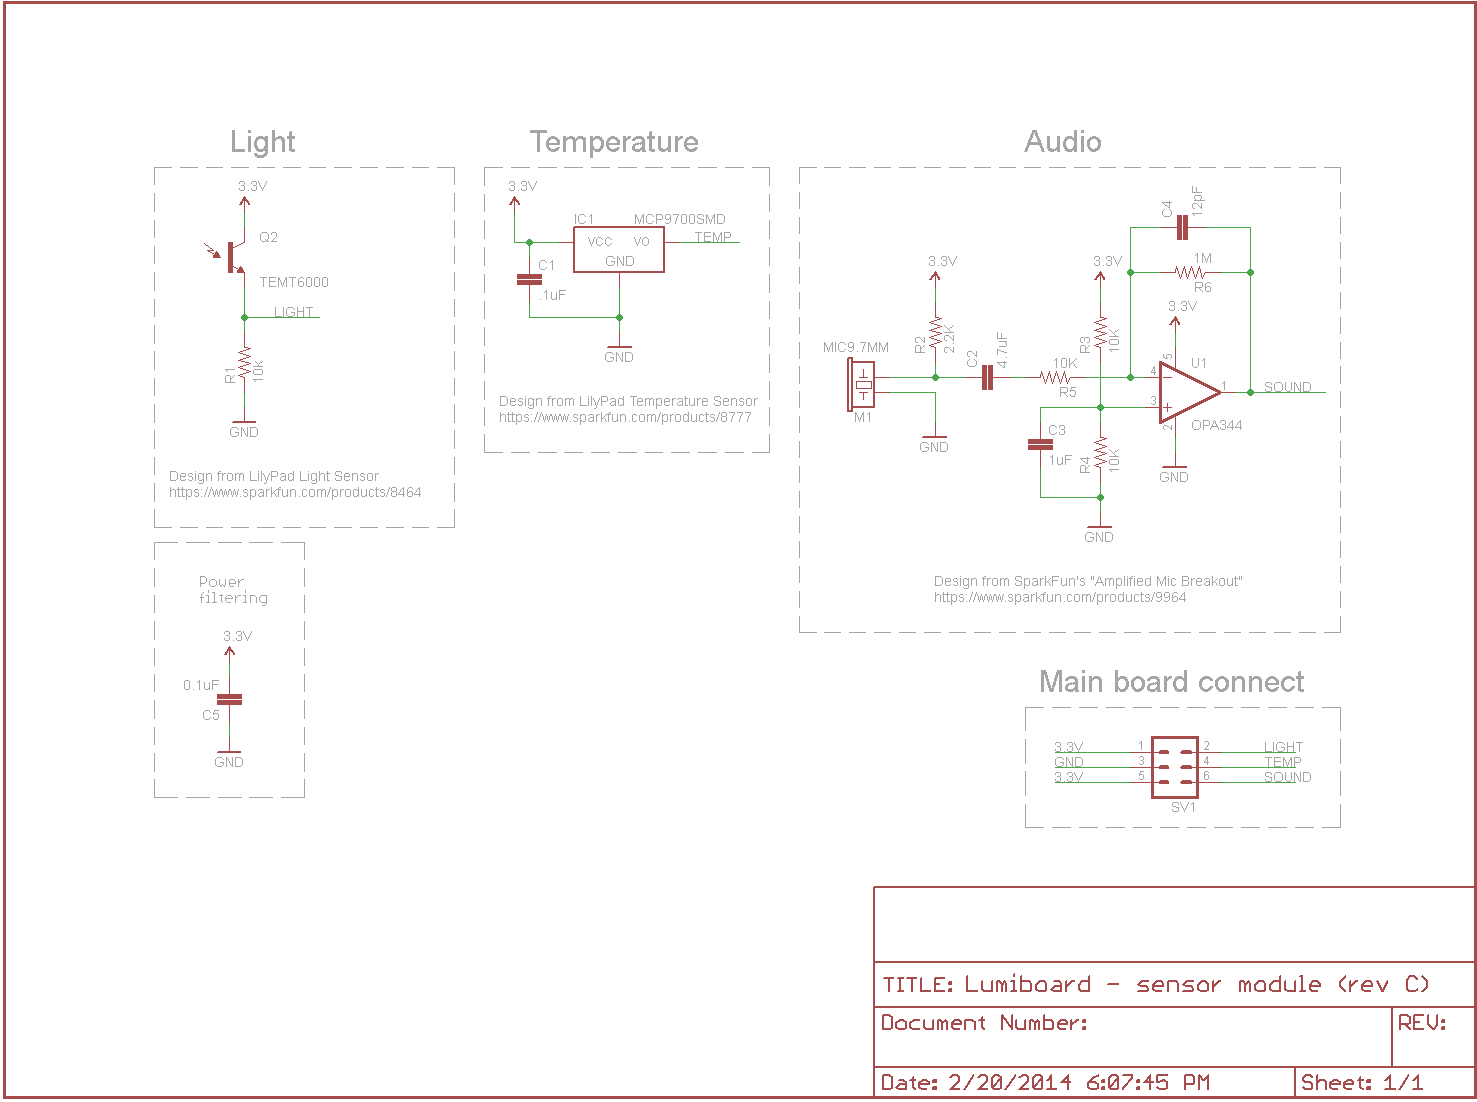 Light
3.3V
Q2
TEMT6000
LIGHT
R1
10k
GND
Design from LilyPad Light Sensor
https://www.sparkfun.com/products/8464
Temperature
3.3V
IC1
MCP9700SMD
VCC
VO
GND
TEMP
C1
.1uF
GND
Design from LilyPad Temperature Sensor
https://www.sparkfun.com/products/8777
Audio
C4
12pF
1M
R6
3.3V
3.3V
3.3V
R2
2.2K
R3
10K
MIC9.7MM
M1
C2
4.7uF
10K
R5
5
4
U1
1
SOUND
3
2
OPA344
GND
C3
1uF
R4
10K
GND
GND
Design from SparkFun's "Amplified Mic Breakout"
https://www.sparkfun.com/products/9964
Power
filtering
3.3V
0.1uF
C5
GND
Main board connect
3.3V 1 2 LIGHT
GND 3 4 TEMP
3.3V 5 6 SOUND
SV1
TITLE: Lumiboard - sensor module (rev C)
Document Number:
REV:
Date: 2/20/2014 6:07:45 PM
Sheet: 1/1